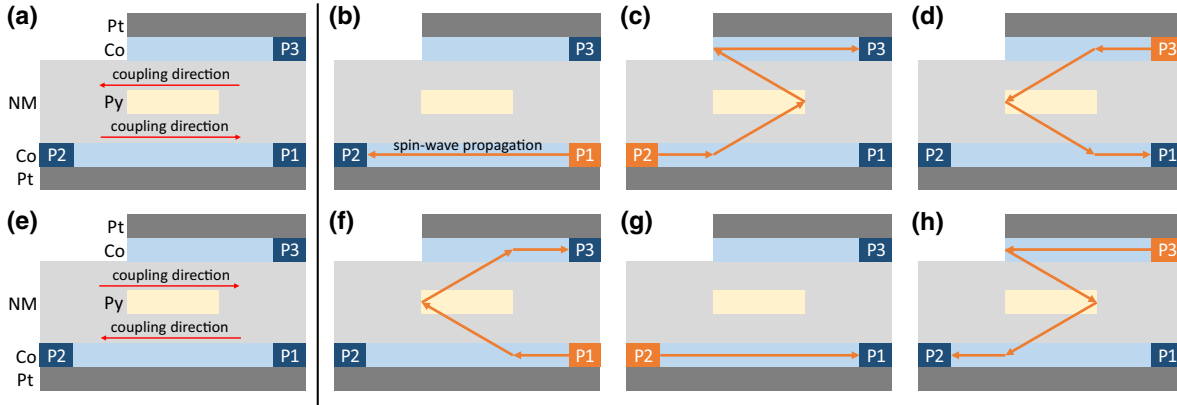 (a)
Pt
Co
P3
coupling direction
NM
Py
coupling direction
Co
P2
P1
Pt
(b)
P3
spin-wave propagation
P2
P1
(c)
P3
P2
P1
(d)
P3
P2
P1
(e)
Pt
Co
P3
coupling direction
NM
Py
coupling direction
Co
P2
P1
Pt
(f)
P3
P2
P1
(g)
P3
P2
P1
(h)
P3
P2
P1